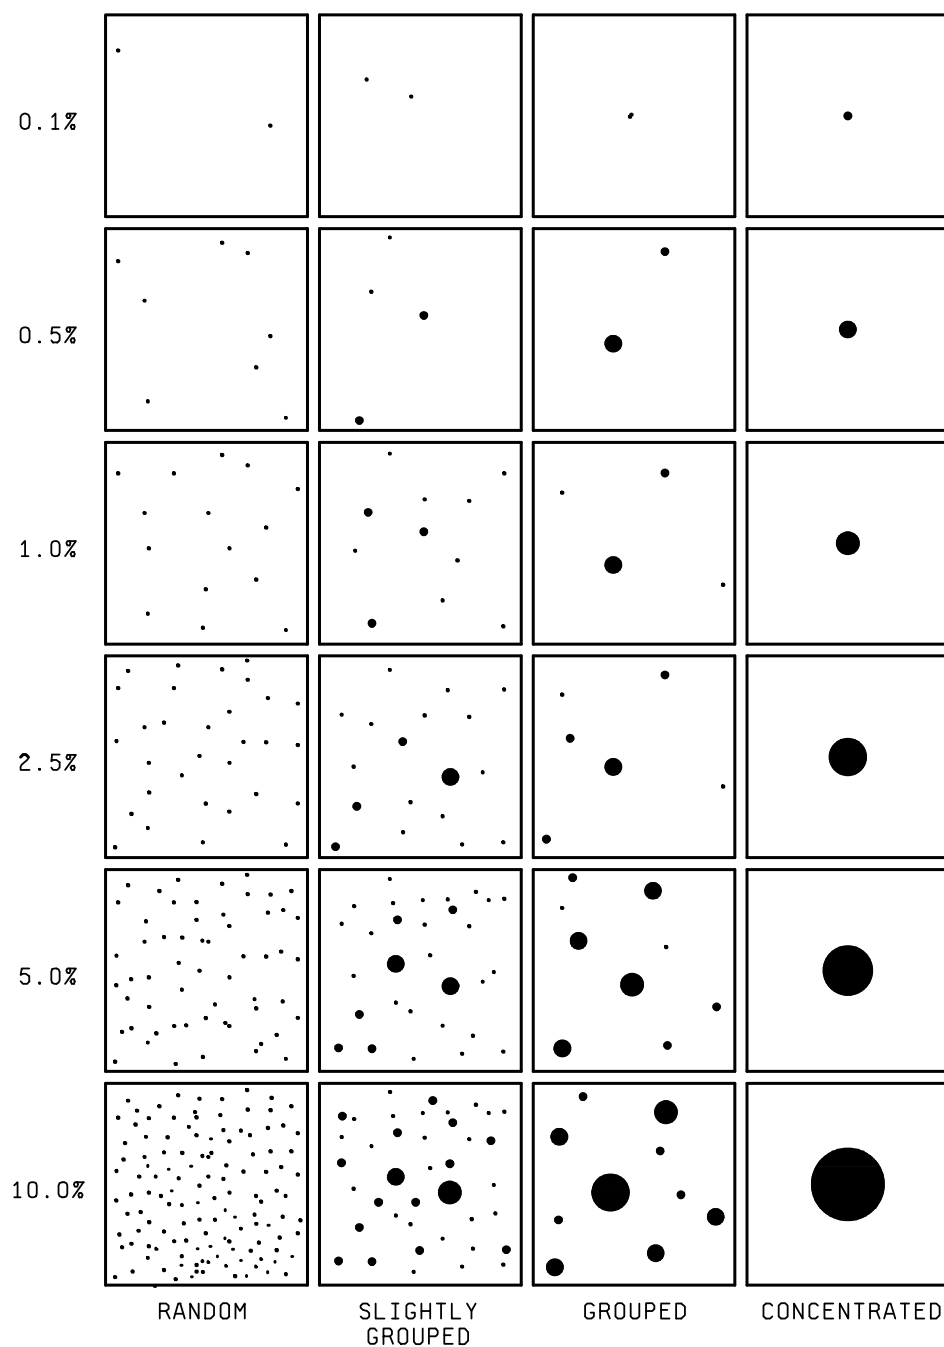 0.1%
0.5%
1.0%
2.5%
5.0%
10.0%
RANDOM
SLIGHTLY
GROUPED
GROUPED
CONCENTRATED